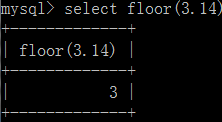 mysql> select floor(3.14)
+-------------+
| floor(3.14) |
+-------------+
|           3 |
+-------------+